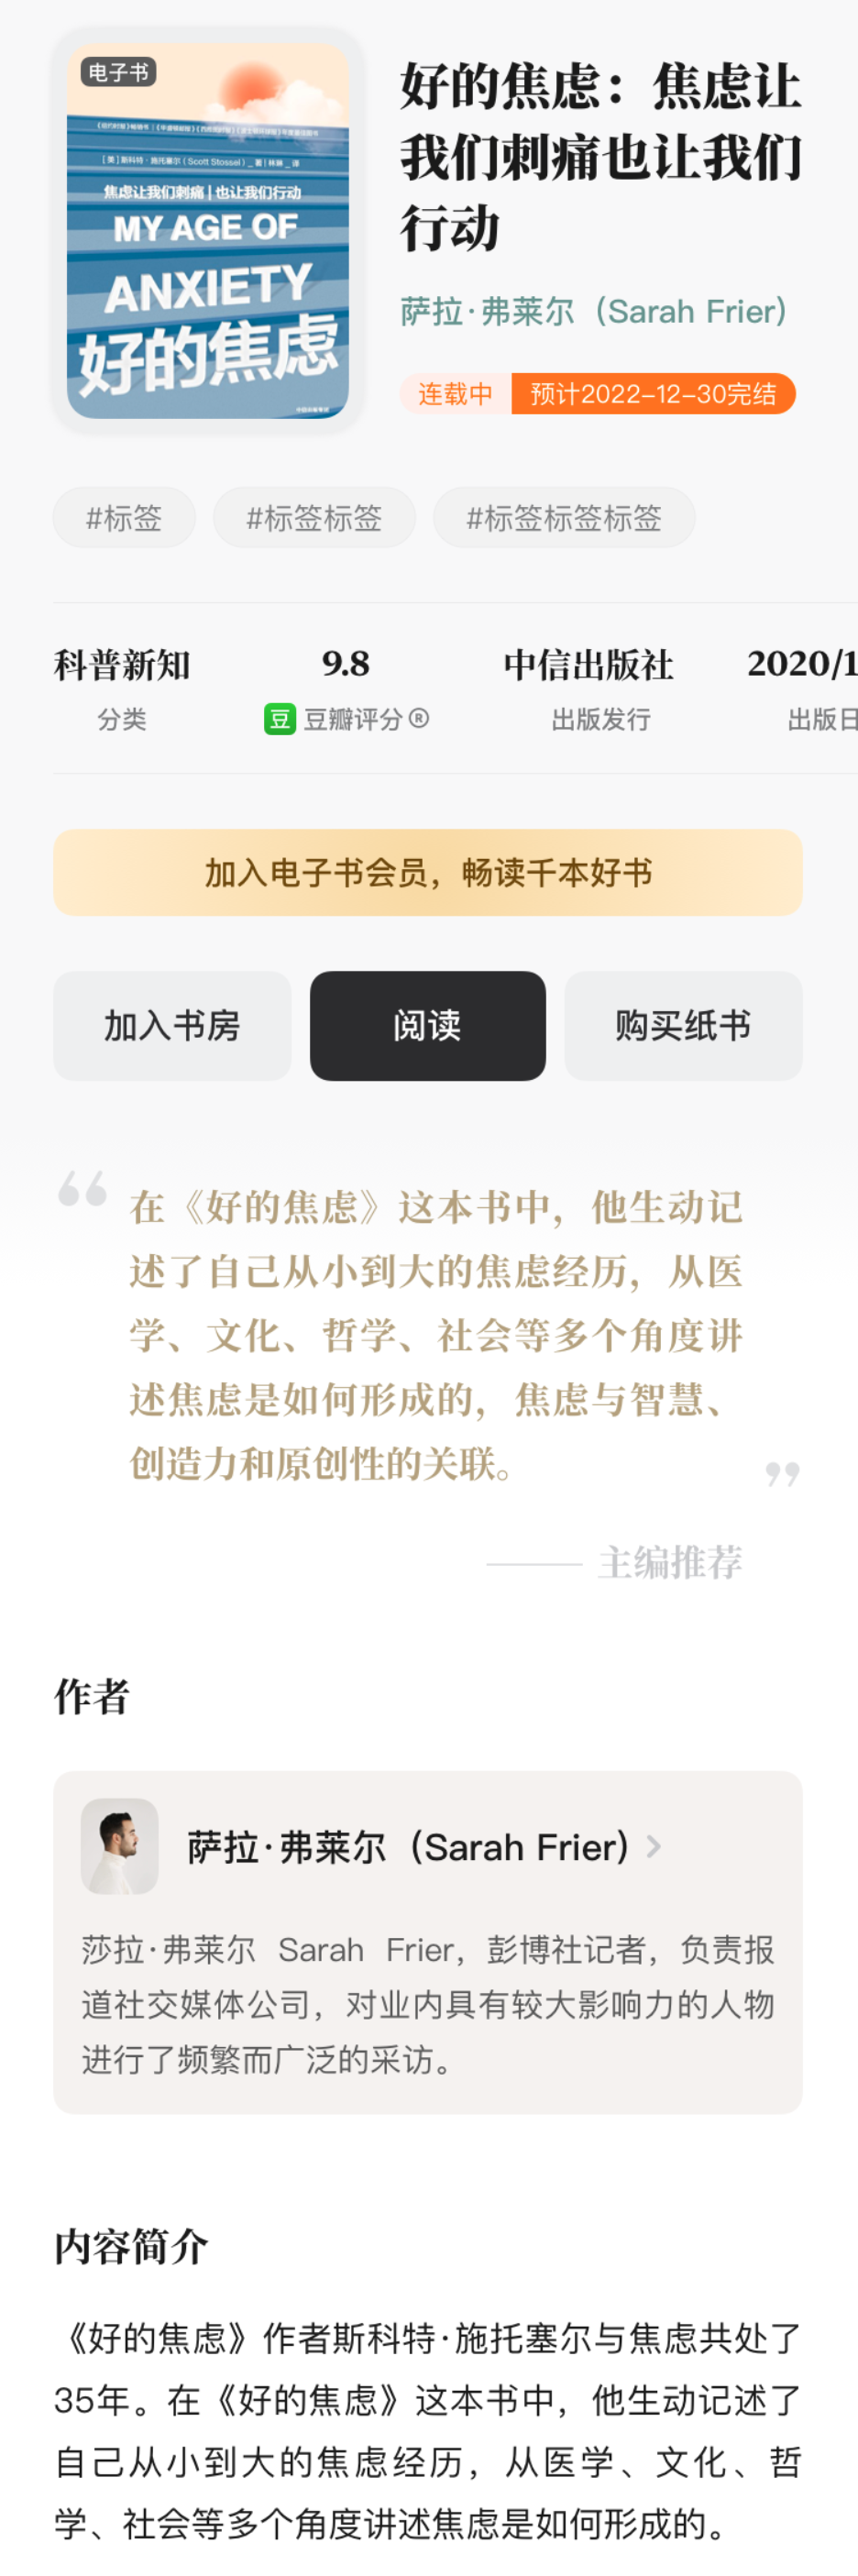 电子书
[美]斯科特·施托塞尔（Scott Stossel）_著 | 林琳_译
焦虑让我们刺痛 | 也让我们行动
MY AGE OF
ANXIETY
好的焦虑
好的焦虑：焦虑让
我们刺痛也让我们
行动
萨拉·弗莱尔（Sarah Frier）
连载中 预计2022-12-30完结
#标签 #标签标签 #标签标签标签
科普新知 9.8 中信出版社 2020/1
分类 豆 豆瓣评分® 出版发行 出版日
加入电子书会员，畅读千本好书
加入书房 阅读 购买纸书
“ 在《好的焦虑》这本书中，他生动记
述了自己从小到大的焦虑经历，从医
学、文化、哲学、社会等多个角度讲
述焦虑是如何形成的，焦虑与智慧、
创造力和原创性的关联。 ”
—— 主编推荐
作者
萨拉·弗莱尔（Sarah Frier）
莎拉·弗莱尔 Sarah Frier，彭博社记者，负责报
道社交媒体公司，对业内具有较大影响力的人物
进行了频繁而广泛的采访。
内容简介
《好的焦虑》作者斯科特·施托塞尔与焦虑共处了
35年。在《好的焦虑》这本书中，他生动记述了
自己从小到大的焦虑经历，从医学、文化、哲
学、社会等多个角度讲述焦虑是如何形成的。